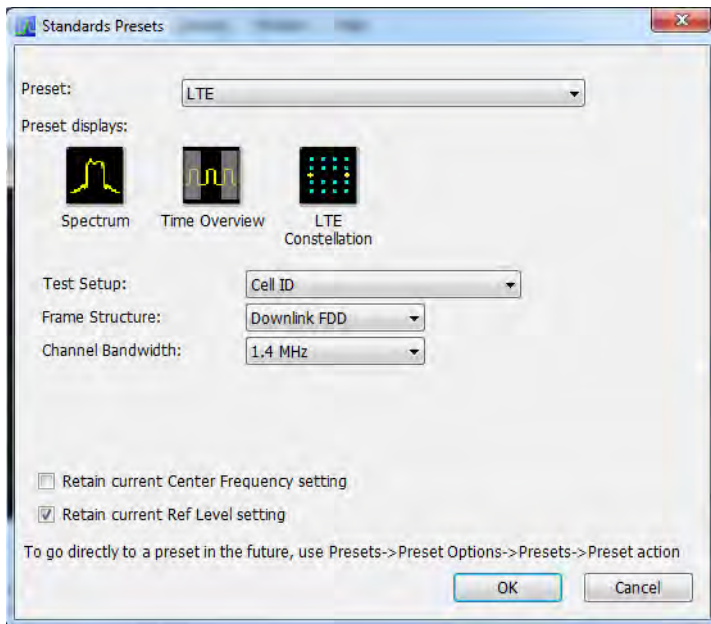 Standards Presets
Preset:
LTE
Preset displays:
Spectrum
Time Overview
LTE
Constellation
Test Setup:
Cell ID
Frame Structure:
Downlink FDD
Channel Bandwidth:
1.4 MHz
Retain current Center Frequency setting
Retain current Ref Level setting
To go directly to a preset in the future, use Presets->Preset Options->Presets->Preset action
OK
Cancel